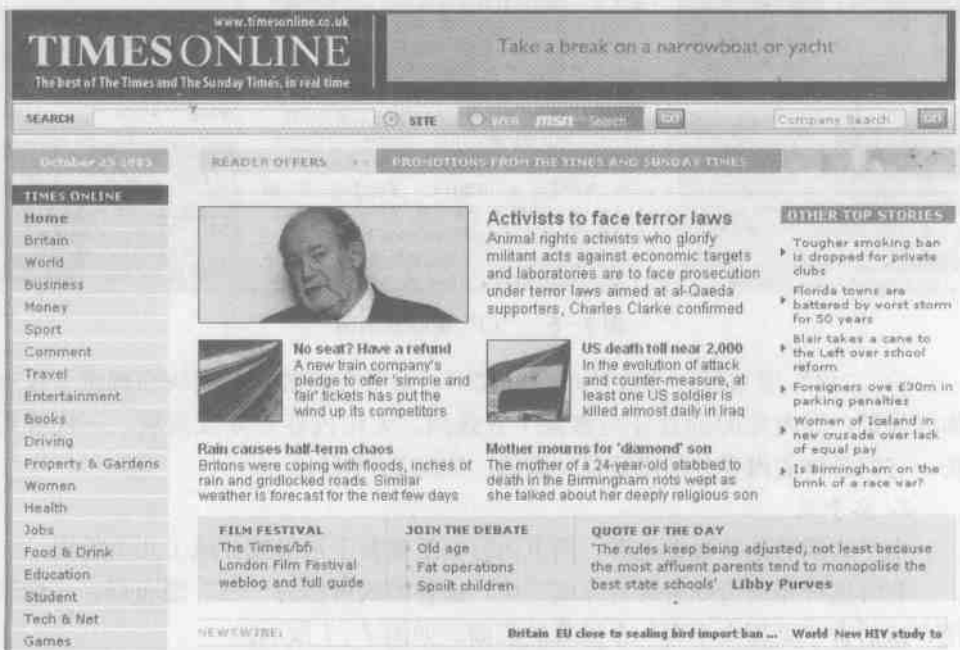 www.timesonline.co.uk
TIMES ONLINE
The best of The Times and The Sunday Times, in real time
Take a break on a narrowboat or yacht
SEARCH
SITE
msn Search
GO
Company Search
GO
READER OFFERS
PROMOTIONS FROM THE TIMES AND SUNDAY TIMES
TIMES ONLINE
Home
Britain
World
Business
Money
Sport
Comment
Travel
Entertainment
Books
Driving
Property & Gardens
Women
Health
Jobs
Food & Drink
Education
Student
Tech & Net
Games
Activists to face terror laws
Animal rights activists who glorify
militant acts against economic targets
and laboratories are to face prosecution
under terror laws aimed at al-Qaeda
supporters, Charles Clarke confirmed
No seat? Have a refund
A new train company's
pledge to offer 'simple and
fair' tickets has put the
wind up its competitors
US death toll near 2,000
In the evolution of attack
and counter-measure, at
least one US soldier is
killed almost daily in Iraq
Rain causes half-term chaos
Britons were coping with floods, inches of
rain and gridlocked roads. Similar
weather is forecast for the next few days
Mother mourns for 'diamond' son
The mother of a 24-year-old stabbed to
death in the Birmingham riots wept as
she talked about her deeply religious son
OTHER TOP STORIES
Tougher smoking ban
is dropped for private
clubs
Florida towns are
battered by worst storm
for 50 years
Blair takes a cane to
the Left over school
reform
Foreigners owe £30m in
parking penalties
Women of Iceland in
new crusade over lack
of equal pay
Is Birmingham on the
brink of a race war?
FILM FESTIVAL
The Times/bfi
London Film Festival
weblog and full guide
JOIN THE DEBATE
Old age
Fat operations
Spoilt children
QUOTE OF THE DAY
'The rules keep being adjusted, not least because
the most affluent parents tend to monopolise the
best state schools' Libby Purves
NEWSWIRE:
Britain EU close to sealing bird import ban ... World New HIV study to